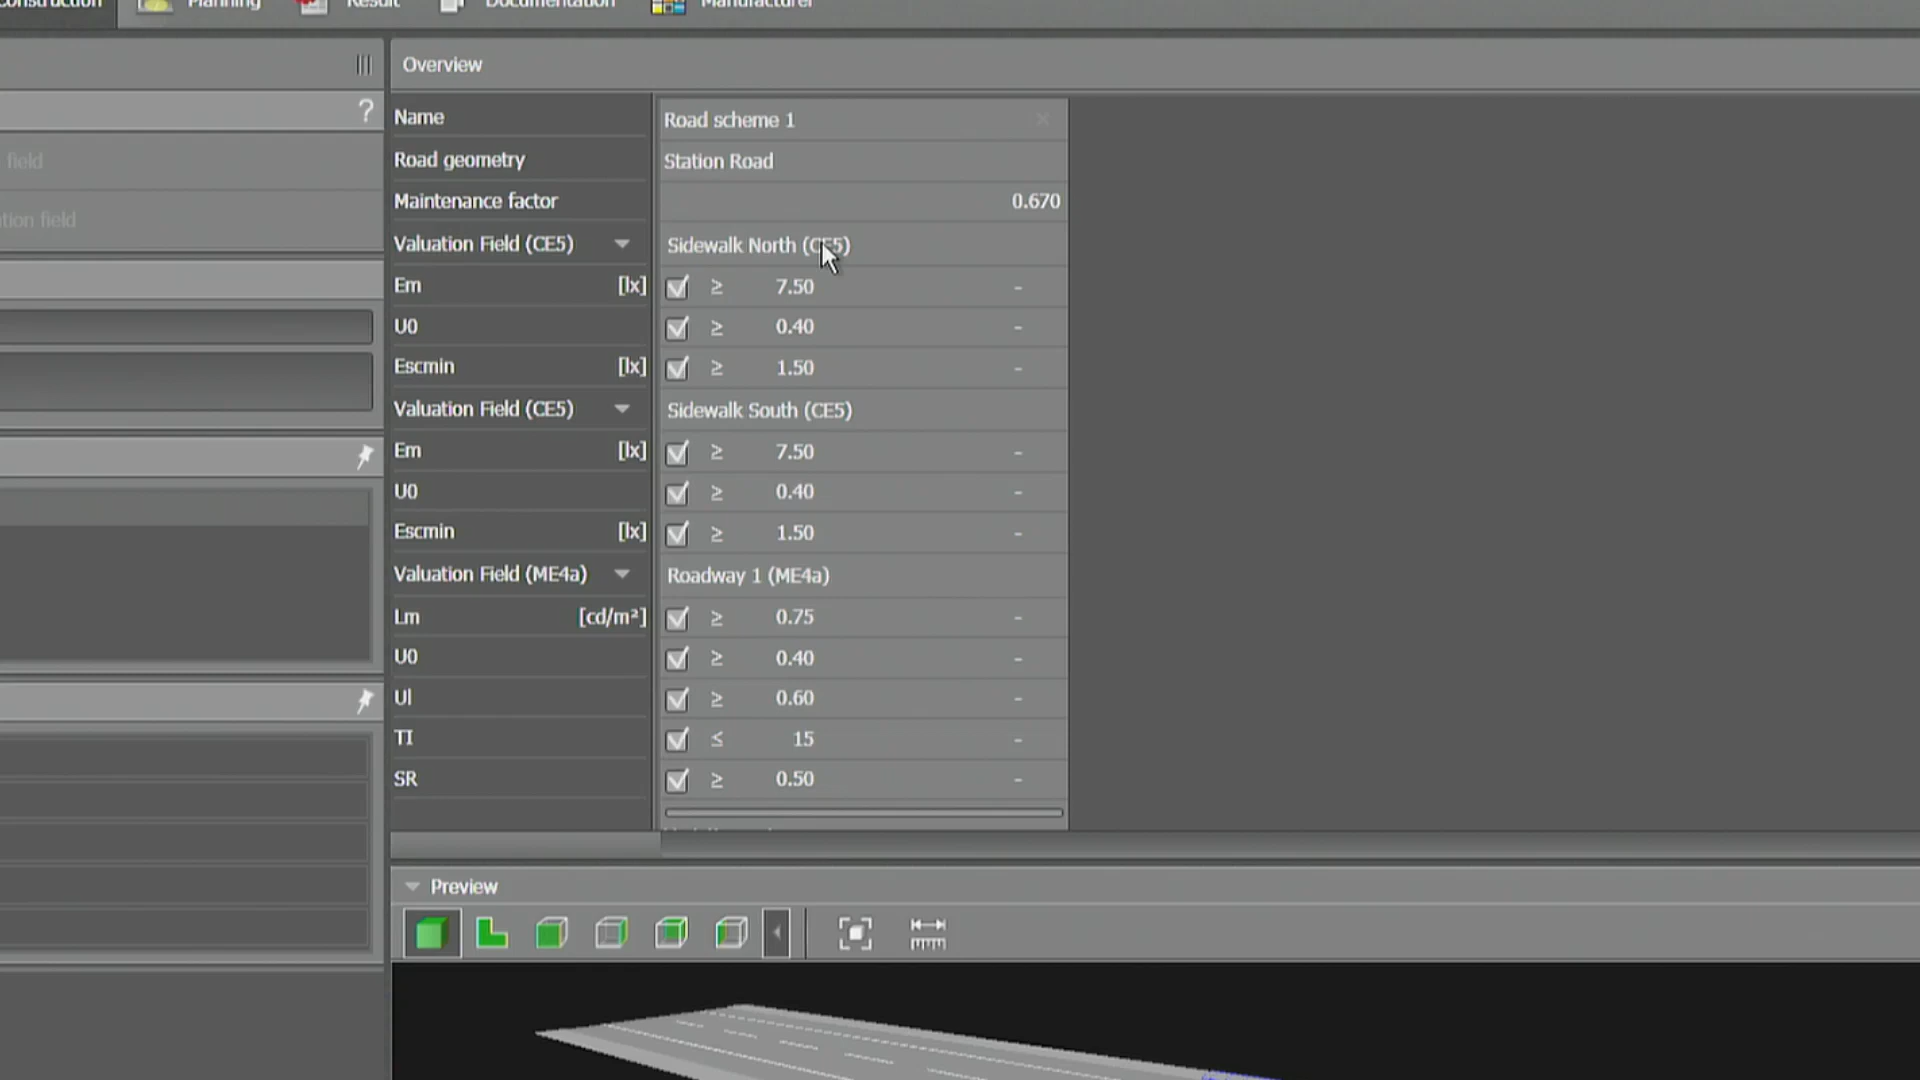 Construction
Planning
Result
Documentation
Manufacturer
Overview
?
field
tion field
Name
Road scheme 1
Road geometry
Station Road
Maintenance factor
0.670
Valuation Field (CE5)
Sidewalk North (CE5)
Em [lx] ≥ 7.50 -
U0 ≥ 0.40 -
Escmin [lx] ≥ 1.50 -
Valuation Field (CE5)
Sidewalk South (CE5)
Em [lx] ≥ 7.50 -
U0 ≥ 0.40 -
Escmin [lx] ≥ 1.50 -
Valuation Field (ME4a)
Roadway 1 (ME4a)
Lm [cd/m²] ≥ 0.75 -
U0 ≥ 0.40 -
Ul ≥ 0.60 -
TI ≤ 15 -
SR ≥ 0.50 -
Preview